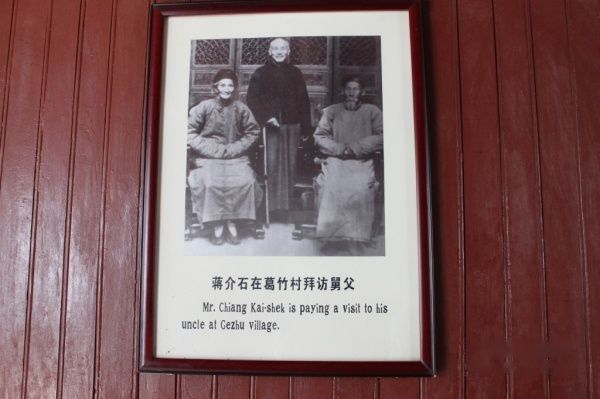 蒋介石在葛竹村拜访舅父
Mr. Chiang Kai-shek is paying a visit to his
uncle at Gezhu village.